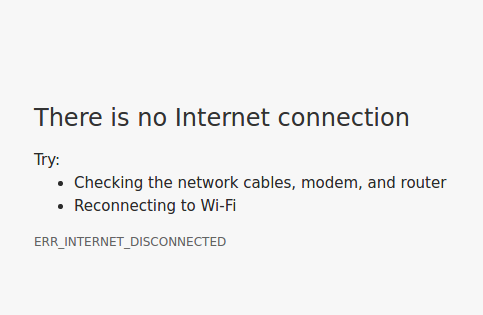 There is no Internet connection
Try:
• Checking the network cables, modem, and router
• Reconnecting to Wi-Fi
ERR_INTERNET_DISCONNECTED